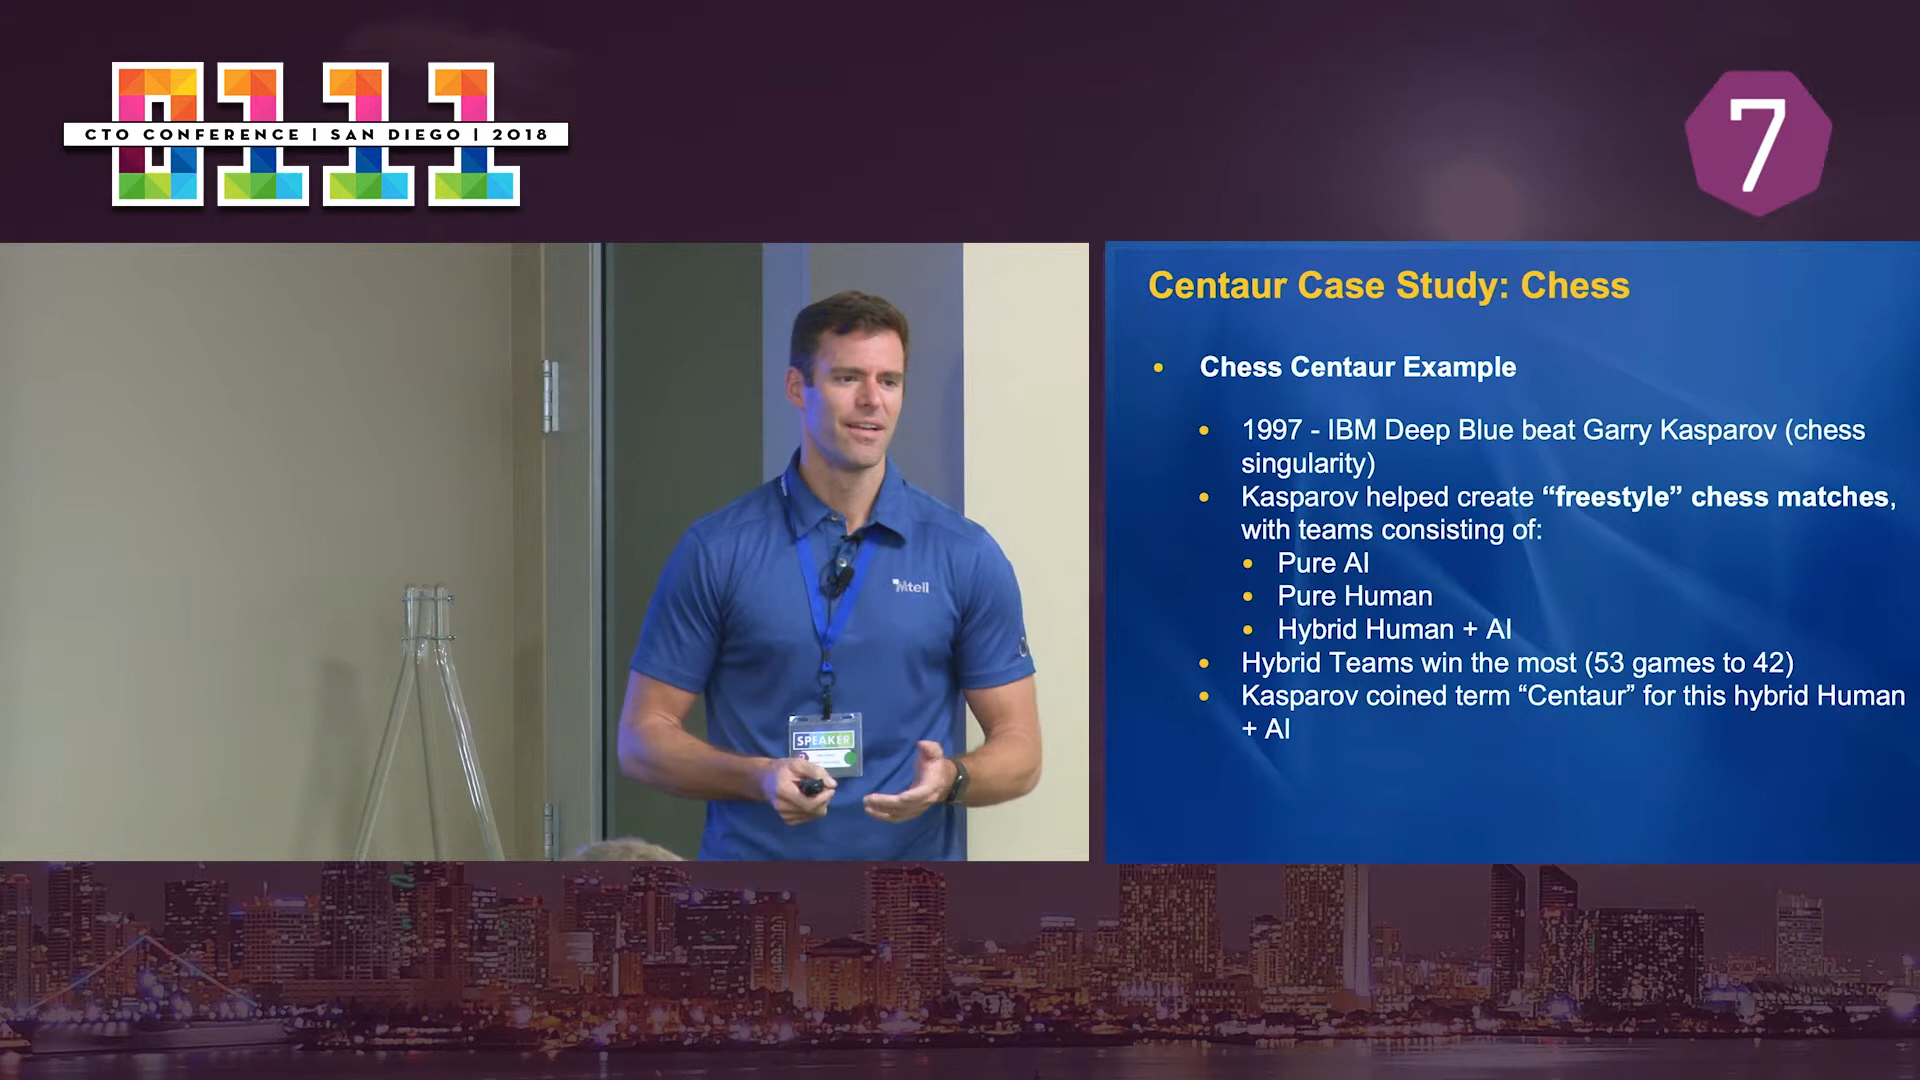 0111
CTO CONFERENCE | SAN DIEGO | 2018
7
Centaur Case Study: Chess
• Chess Centaur Example
• 1997 - IBM Deep Blue beat Garry Kasparov (chess
singularity)
• Kasparov helped create “freestyle” chess matches,
with teams consisting of:
• Pure AI
• Pure Human
• Hybrid Human + AI
• Hybrid Teams win the most (53 games to 42)
• Kasparov coined term “Centaur” for this hybrid Human
+ AI
Mtell
SPEAKER